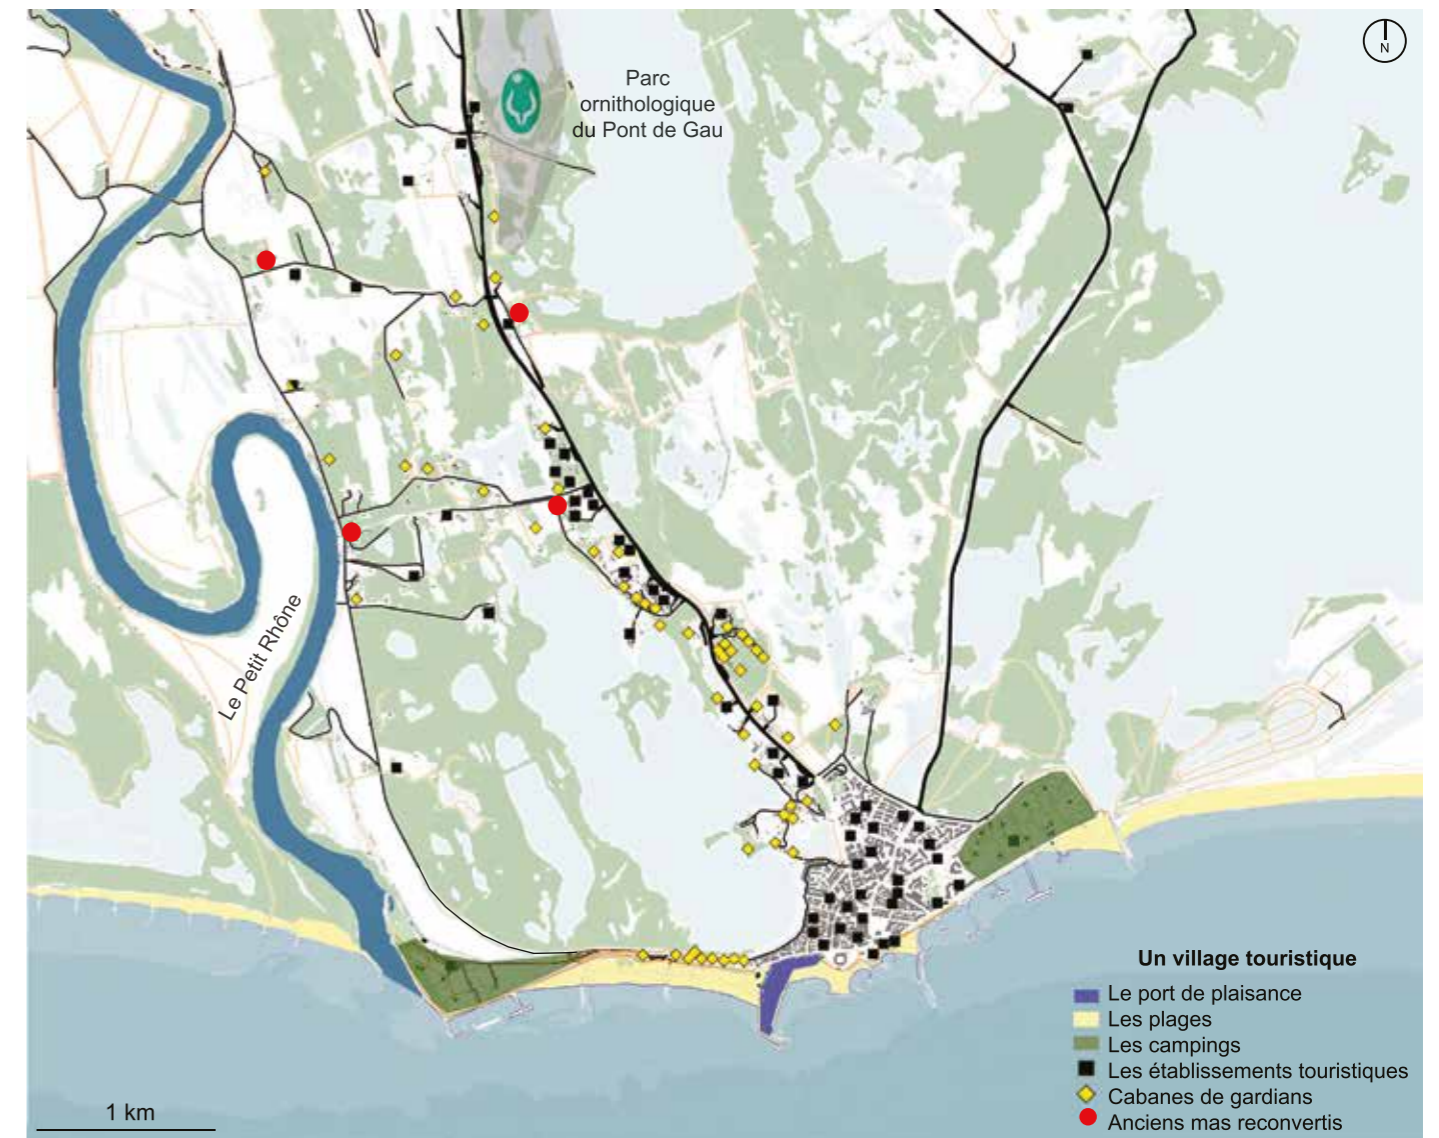 N
Parc
ornithologique
du Pont de Gau
Le Petit Rhône
Un village touristique
Le port de plaisance
Les plages
Les campings
Les établissements touristiques
Cabanes de gardians
Anciens mas reconvertis
1 km